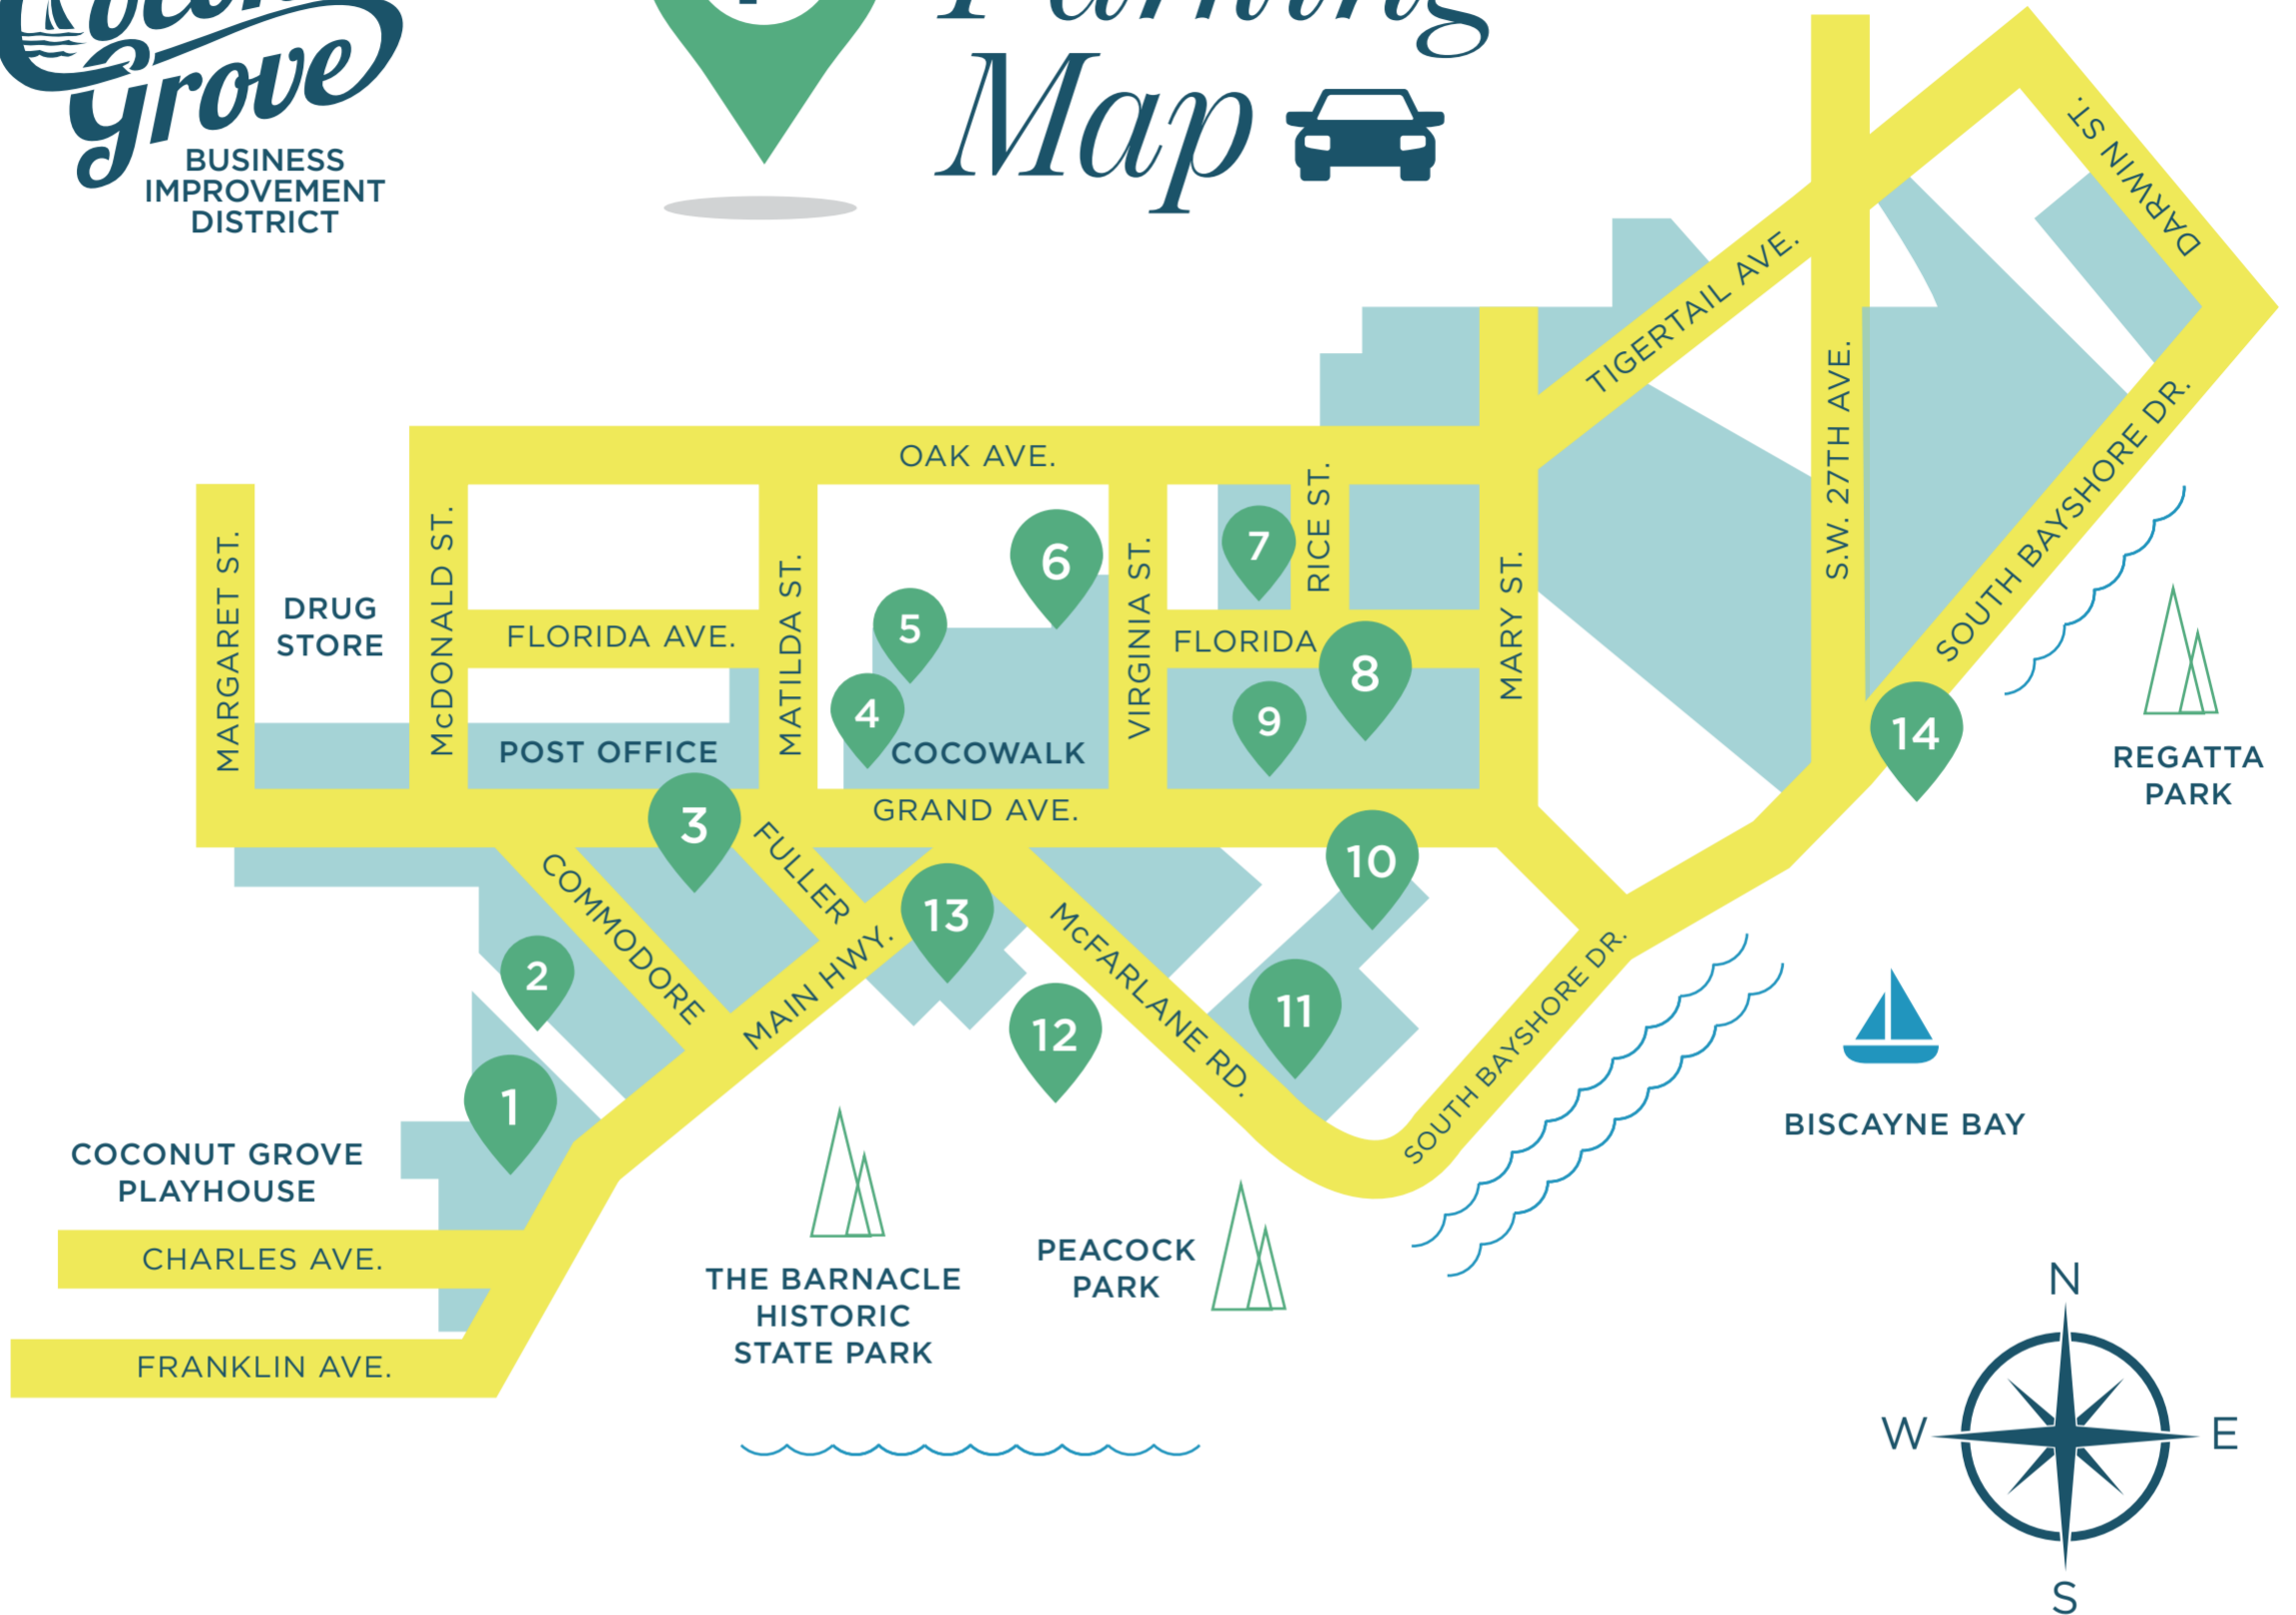 Grove
BUSINESS
IMPROVEMENT
DISTRICT
Parking
Map
DARWIN ST.
TIGERTAIL AVE.
S.W. 27TH AVE.
SOUTH BAYSHORE DR.
OAK AVE.
RICE ST.
MARGARET ST.
DRUG
STORE
McDONALD ST.
FLORIDA AVE.
MATILDA ST.
VIRGINIA ST.
FLORIDA
MARY ST.
6
7
5
8
4
9
14
POST OFFICE
COCOWALK
REGATTA
PARK
GRAND AVE.
3
FULLER
10
COMMODORE
13
McFARLANE RD.
MAIN HWY.
2
12
11
SOUTH BAYSHORE DR.
1
BISCAYNE BAY
COCONUT GROVE
PLAYHOUSE
CHARLES AVE.
THE BARNACLE
HISTORIC
STATE PARK
PEACOCK
PARK
FRANKLIN AVE.
N
W
E
S